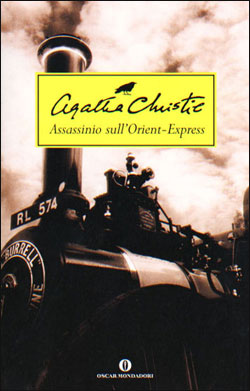 Agatha Christie
Assassinio sull'Orient-Express
RL 574
BURRELL
OSCAR MONDADORI